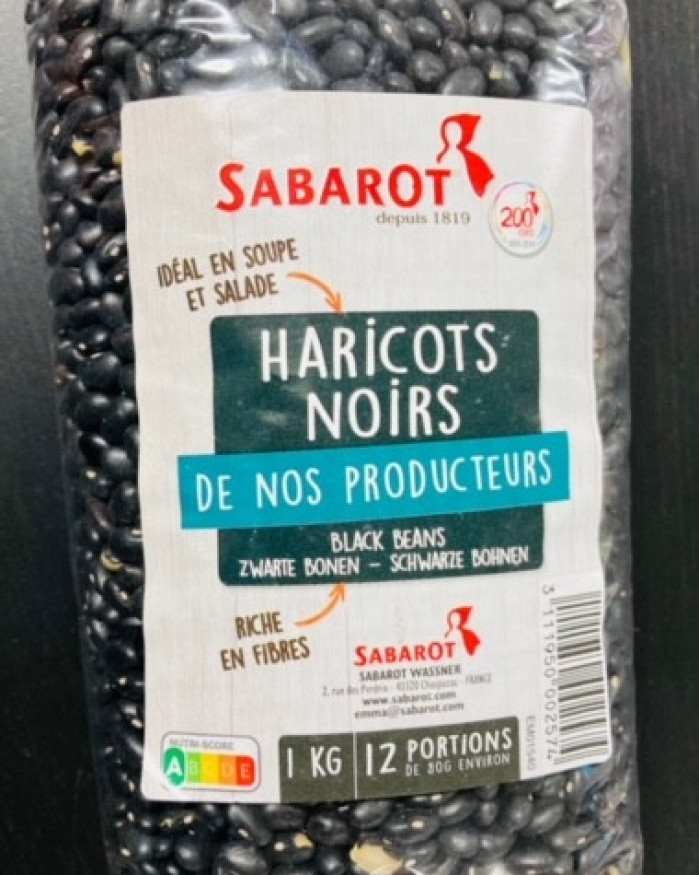 SABAROT
depuis 1819
200
IDÉAL EN SOUPE
ET SALADE
HARiCOTS
NOiRS
DE NOS PRODUCTEURS
BLACK BEANS
ZWARTE BONEN – SCHWARZE BOHNEN
RICHE
EN FIBRES
SABAROT
SABAROT WASSNER
FRANCE
www.sabarot.com
emma@sabarot.com
NUTRI-SCORE
A B C D E
1 KG
12 PORTIONS
DE 80G ENVIRON
3 111950 002574